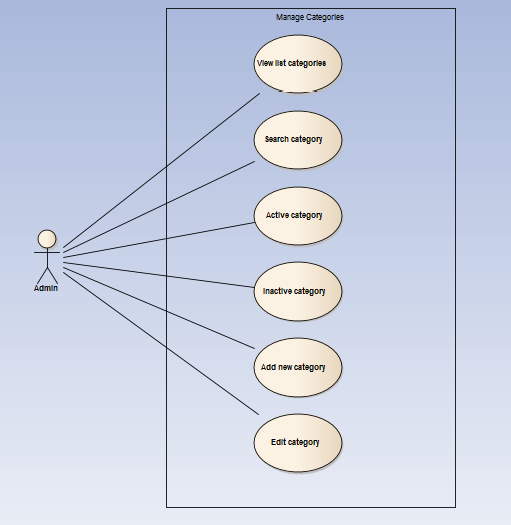 Manage Categories
View list categories
Search category
Active category
Inactive category
Admin
Add new category
Edit category